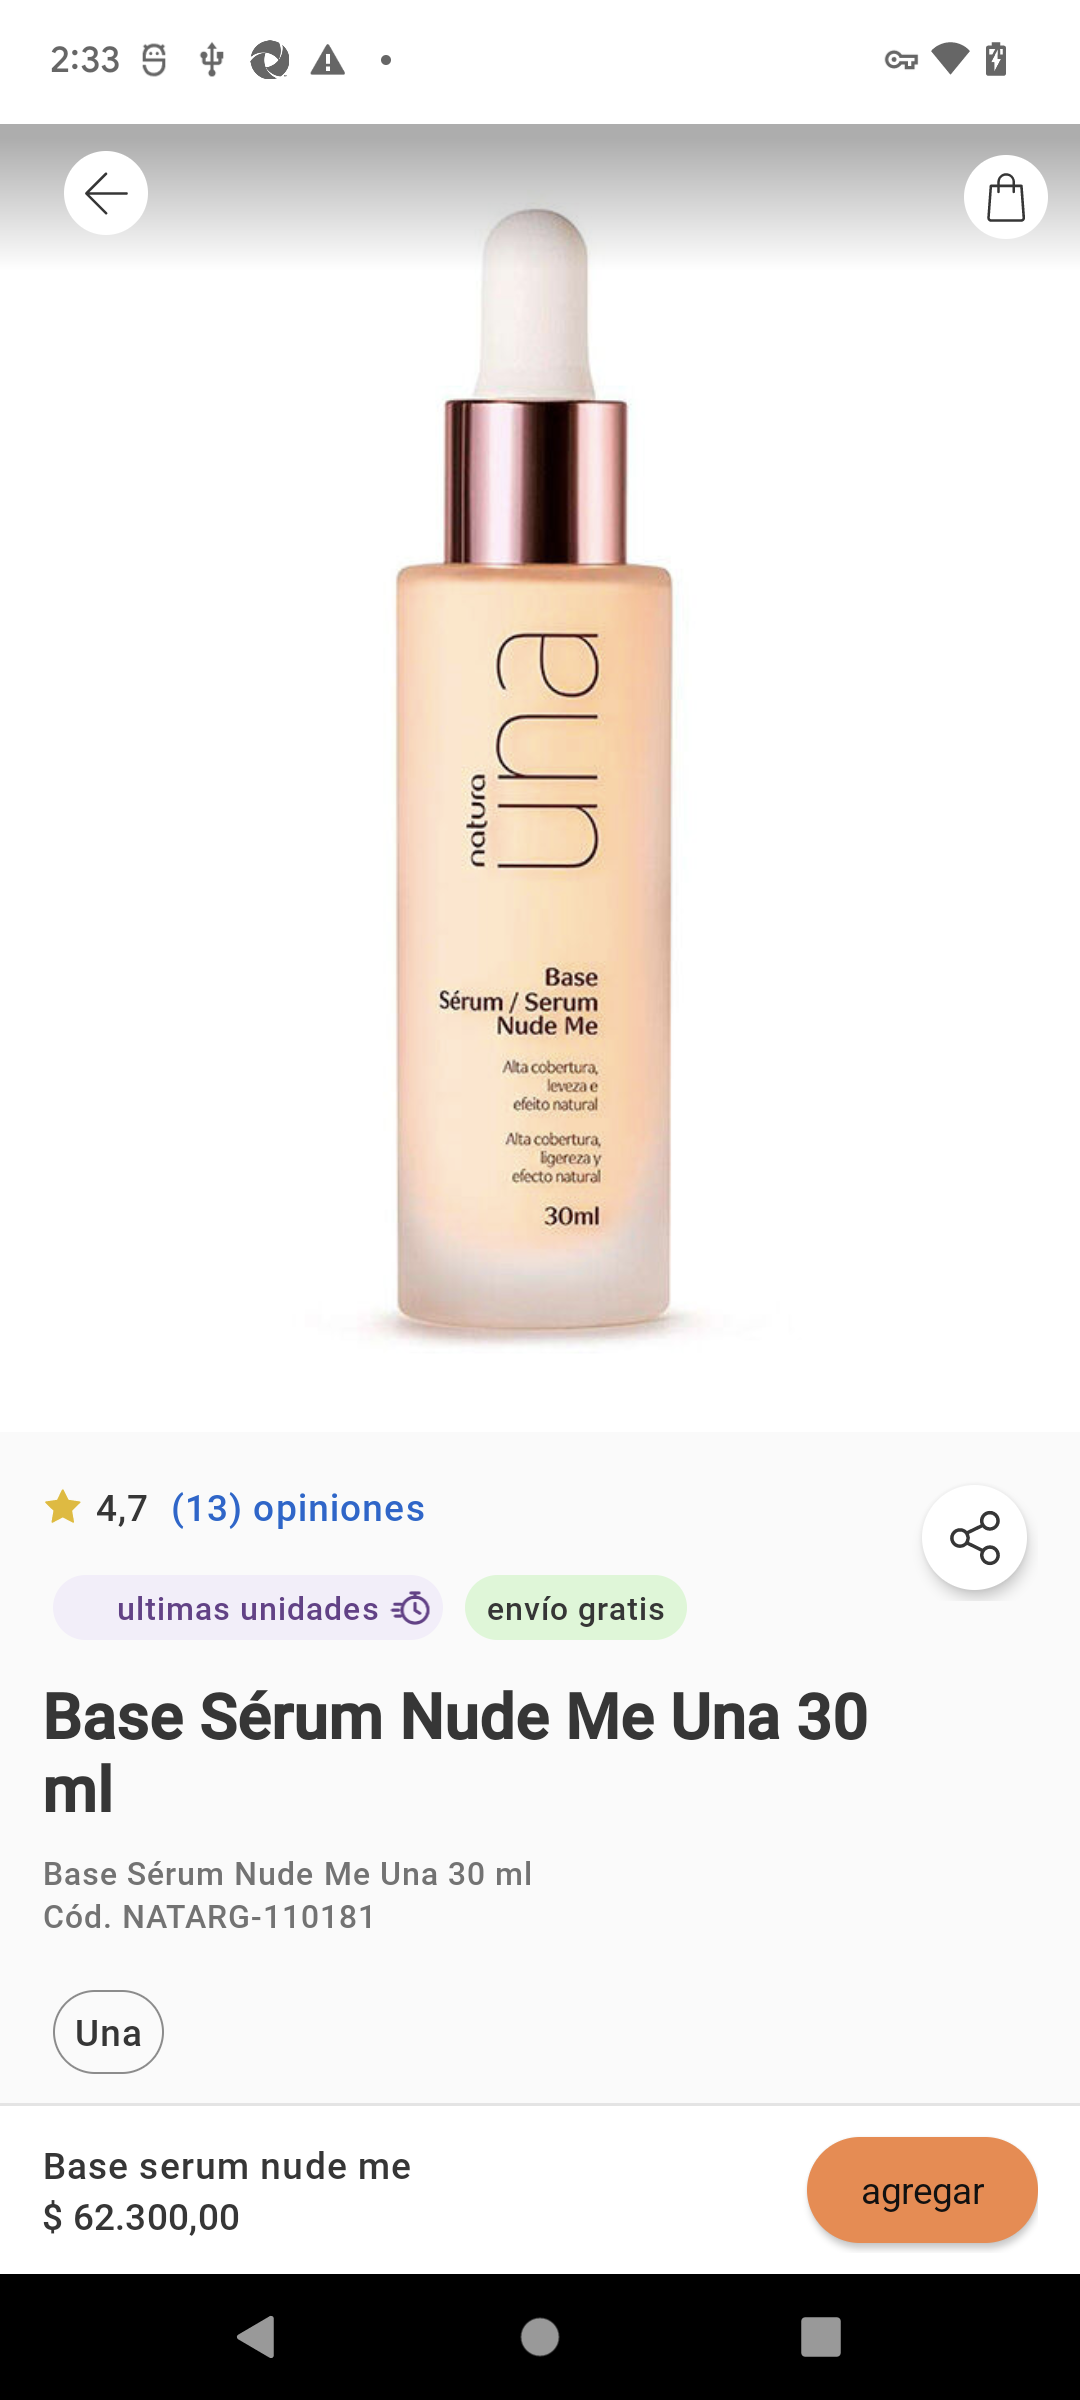 2:33
una
natura
Base
Sérum / Serum
Nude Me
Alta cobertura,
leveza e
efeito natural
Alta cobertura,
ligereza y
efecto natural
30ml
4,7 (13) opiniones
ultimas unidades envío gratis
Base Sérum Nude Me Una 30
ml
Base Sérum Nude Me Una 30 ml
Cód. NATARG-110181
Una
Base serum nude me
$ 62.300,00
agregar